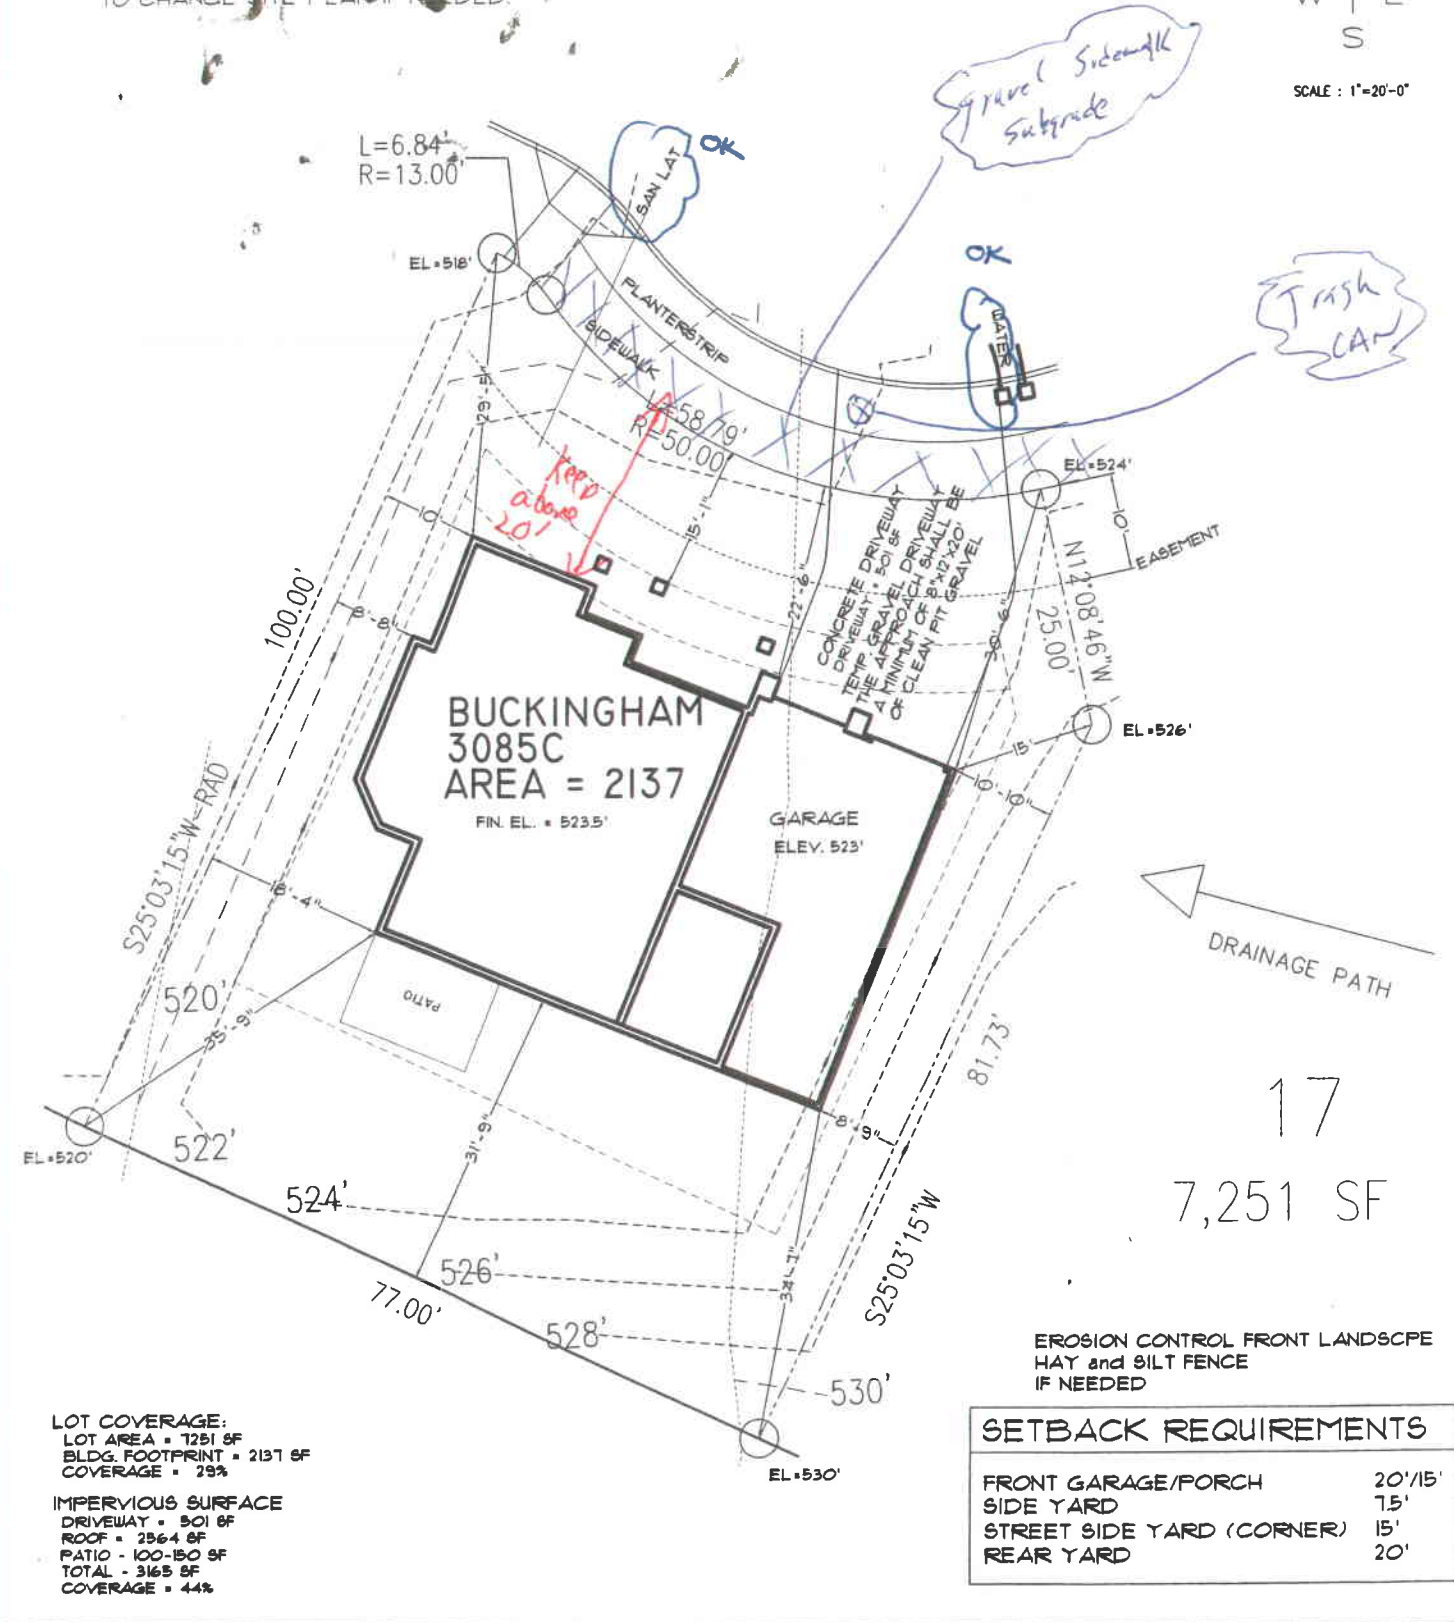 W E
S
SCALE : 1"=20'-0"
Gravel Sidewalk
Subgrade
L=6.84'
R=13.00'
SAN LAT
OK
EL=518'
OK
WATER
Trash
CAN
PLANTERSTRIP
SIDEWALK
L=58.79'
R=50.00'
29'-5"
Keep
above
20'
15'-1"
EL=524'
10'
EASEMENT
N12°08'46"W
25.00'
CONCRETE DRIVEWAY
DRIVEWAY = 501 SF
TEMP. GRAVEL DRIVEWAY
THE APPROACH SHALL BE
A MINIMUM OF 8"x12'x20'
OF CLEAN PIT GRAVEL
22'-6"
30'-6"
10'
8'-8"
100.00'
EL=526'
15'
10'-10"
BUCKINGHAM
3085C
AREA = 2137
FIN. EL. = 523.5'
GARAGE
ELEV. 523'
S25°03'15"W-RAD
18'-4"
DRAINAGE PATH
PATIO
520'
35'-9"
81.73'
17
7,251 SF
EL=520'
522'
31'-9"
8'-9"
524'
526'
528'
530'
77.00'
S25°03'15"W
EL=530'
EROSION CONTROL FRONT LANDSCPE
HAY and SILT FENCE
IF NEEDED
LOT COVERAGE:
LOT AREA = 7251 SF
BLDG. FOOTPRINT = 2137 SF
COVERAGE = 29%
IMPERVIOUS SURFACE
DRIVEWAY = 501 SF
ROOF = 2564 SF
PATIO - 100-150 SF
TOTAL - 3165 SF
COVERAGE = 44%
SETBACK REQUIREMENTS
FRONT GARAGE/PORCH 20'/15'
SIDE YARD 7.5'
STREET SIDE YARD (CORNER) 15'
REAR YARD 20'